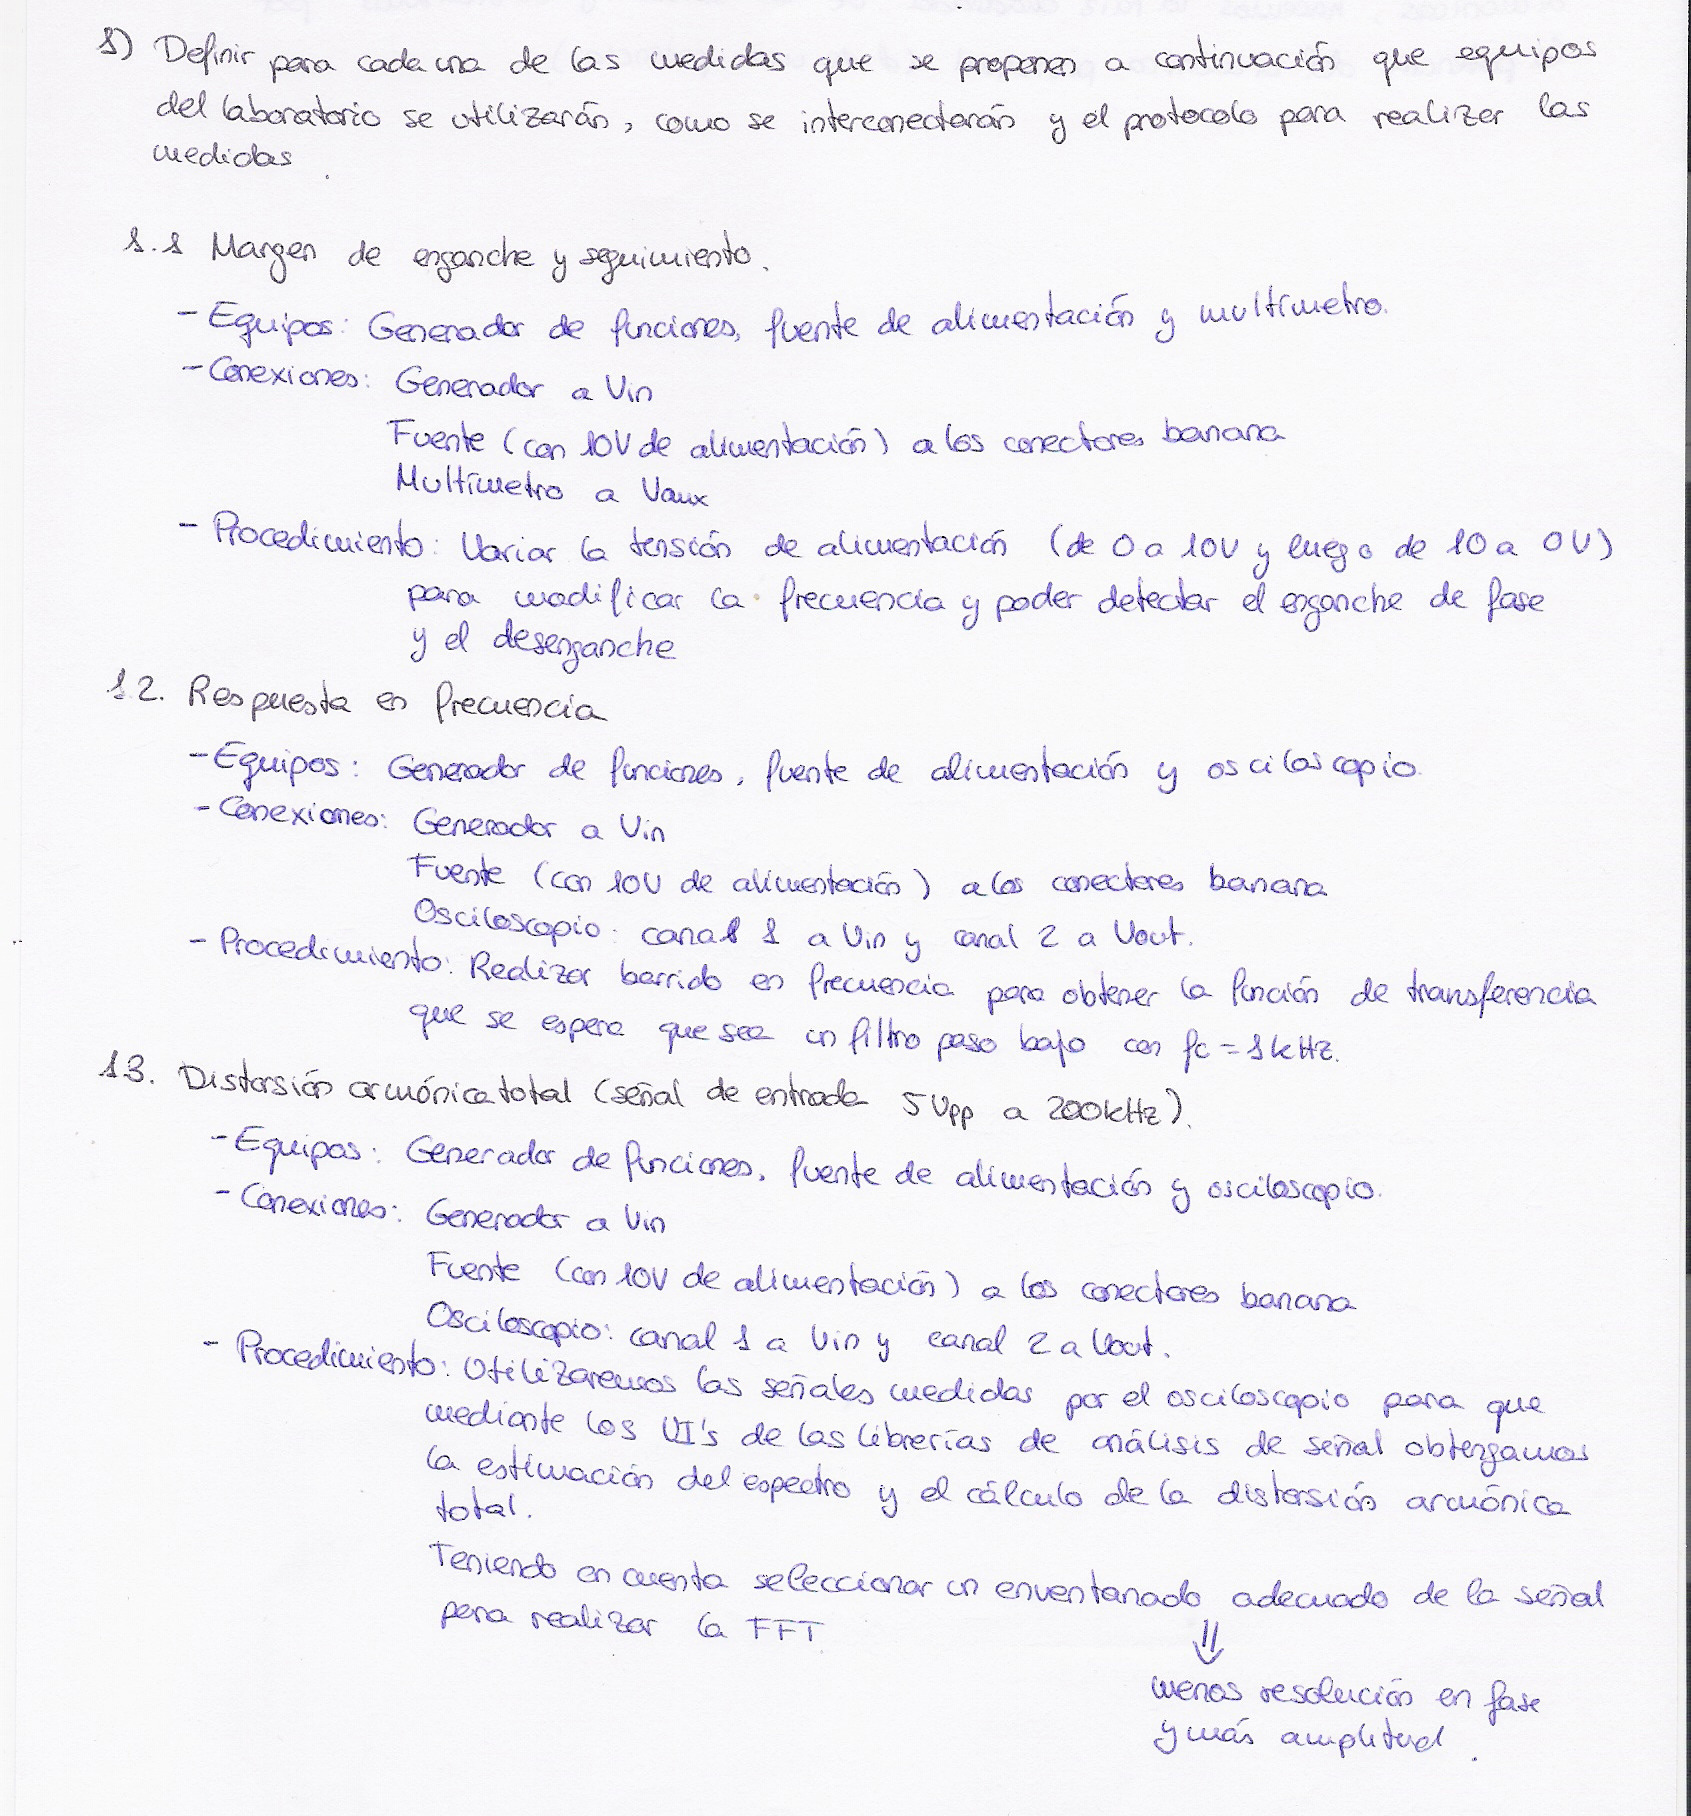 1) Definir para cada una de las medidas que se proponen a continuación que equipos
del laboratorio se utilizarán, como se interconectarán y el protocolo para realizar las
medidas.
1.1 Margen de enganche y seguimiento.
- Equipos: Generador de funciones, fuente de alimentación y multímetro.
- Conexiones: Generador a Vin
Fuente (con 10V de alimentación) a los conectores banana
Multímetro a Vaux
- Procedimiento: Variar la tensión de alimentación (de 0 a 10V y luego de 10 a 0V)
para modificar la frecuencia y poder detectar el enganche de fase
y el desenganche
1.2. Respuesta en frecuencia
- Equipos: Generador de funciones, fuente de alimentación y osciloscopio.
- Conexiones: Generador a Vin
Fuente (con 10V de alimentación) a los conectores banana
Osciloscopio: canal 1 a Vin y canal 2 a Vout.
- Procedimiento: Realizar barrido en frecuencia para obtener la función de transferencia
que se espera que sea un filtro paso bajo con fc = 1kHz.
1.3. Distorsión armónica total (señal de entrada 5Vpp a 200kHz).
- Equipos: Generador de funciones, fuente de alimentación y osciloscopio.
- Conexiones: Generador a Vin
Fuente (con 10V de alimentación) a los conectores banana
Osciloscopio: canal 1 a Vin y canal 2 a Vout.
- Procedimiento: Utilizaremos las señales medidas por el osciloscopio para que
mediante los VI's de las librerías de análisis de señal obtengamos
la estimación del espectro y el cálculo de la distorsión armónica
total.
Teniendo en cuenta seleccionar un enventanado adecuado de la señal
para realizar la FFT
⇓
menos resolución en fase
y más amplitud.